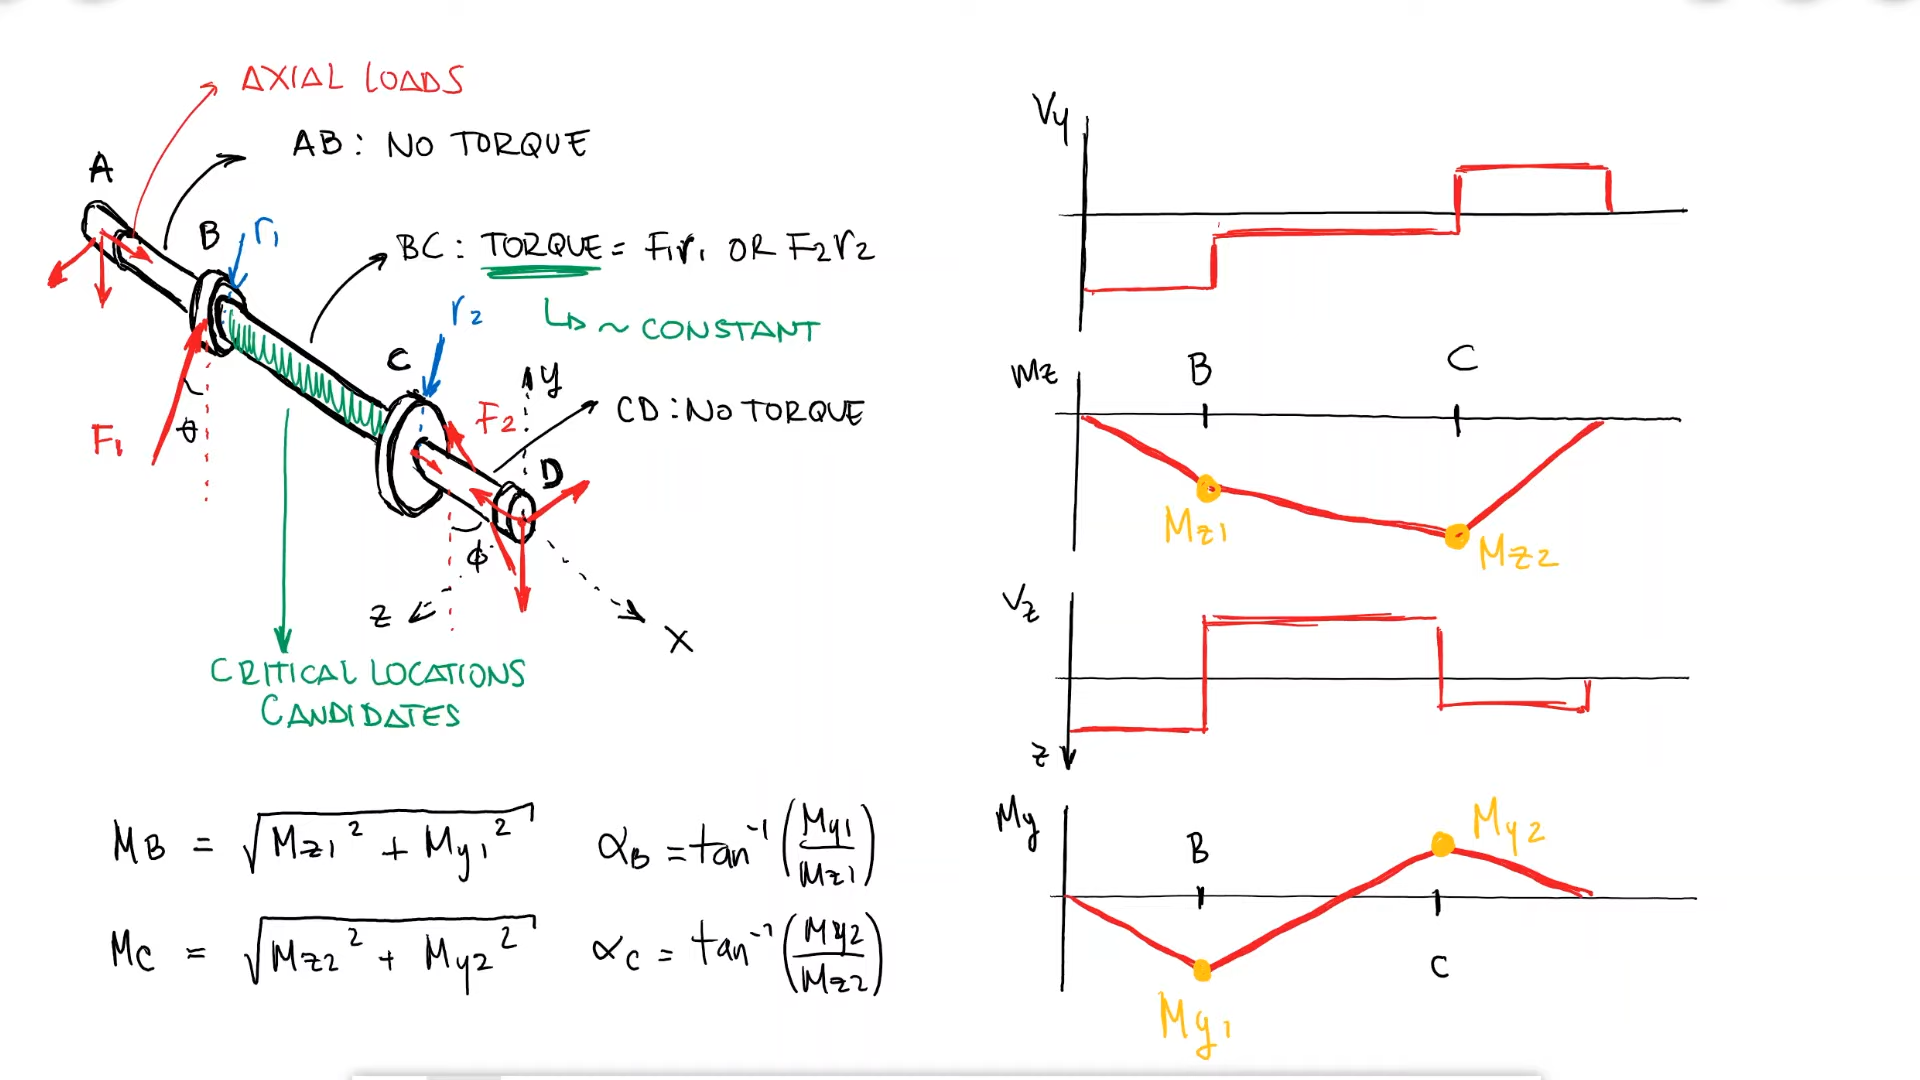 AXIAL LOADS
AB: NO TORQUE
A
B
r1
BC: TORQUE = F1r1 OR F2r2
↳ ~ CONSTANT
r2
C
y
F2
CD: NO TORQUE
F1
θ
D
ϕ
z
x
CRITICAL LOCATIONS
CANDIDATES
MB = √(Mz1² + My1²)
αB = tan⁻¹(My1/Mz1)
MC = √(Mz2² + My2²)
αC = tan⁻¹(My2/Mz2)
Vy
Mz
B
C
Mz1
Mz2
Vz
z
My
B
My2
C
My1